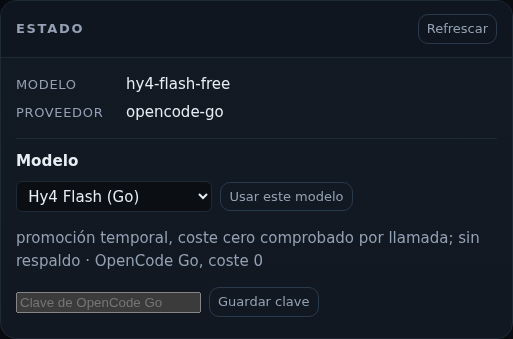 ESTADO
Refrescar
MODELO hy4-flash-free
PROVEEDOR opencode-go
Modelo
Hy4 Flash (Go)
Usar este modelo
promoción temporal, coste cero comprobado por llamada; sin
respaldo · OpenCode Go, coste 0
Clave de OpenCode Go
Guardar clave